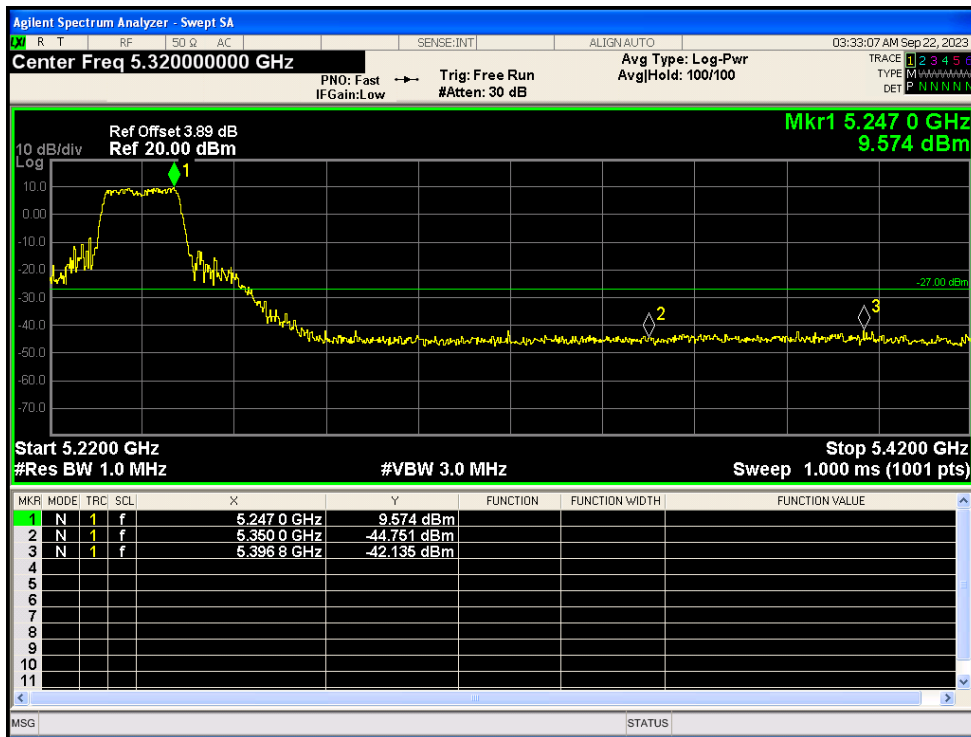 Agilent Spectrum Analyzer - Swept SA
LXI R T RF 50 Ω AC SENSE:INT ALIGN AUTO 03:33:07 AM Sep 22, 2023
Center Freq 5.320000000 GHz
PNO: Fast
IFGain:Low
Trig: Free Run
#Atten: 30 dB
Avg Type: Log-Pwr
Avg|Hold: 100/100
TRACE 1 2 3 4 5 6
TYPE M
DET P N N N N N
Mkr1 5.247 0 GHz
9.574 dBm
Ref Offset 3.89 dB
10 dB/div Ref 20.00 dBm
Log
1
10.0
0.00
-10.0
-20.0
-27.00 dBm
-30.0
2
3
-40.0
-50.0
-60.0
-70.0
Start 5.2200 GHz Stop 5.4200 GHz
#Res BW 1.0 MHz #VBW 3.0 MHz Sweep 1.000 ms (1001 pts)
MKR MODE TRC SCL X Y FUNCTION FUNCTION WIDTH FUNCTION VALUE
1 N 1 f 5.247 0 GHz 9.574 dBm
2 N 1 f 5.350 0 GHz -44.751 dBm
3 N 1 f 5.396 8 GHz -42.135 dBm
4
5
6
7
8
9
10
11
MSG STATUS